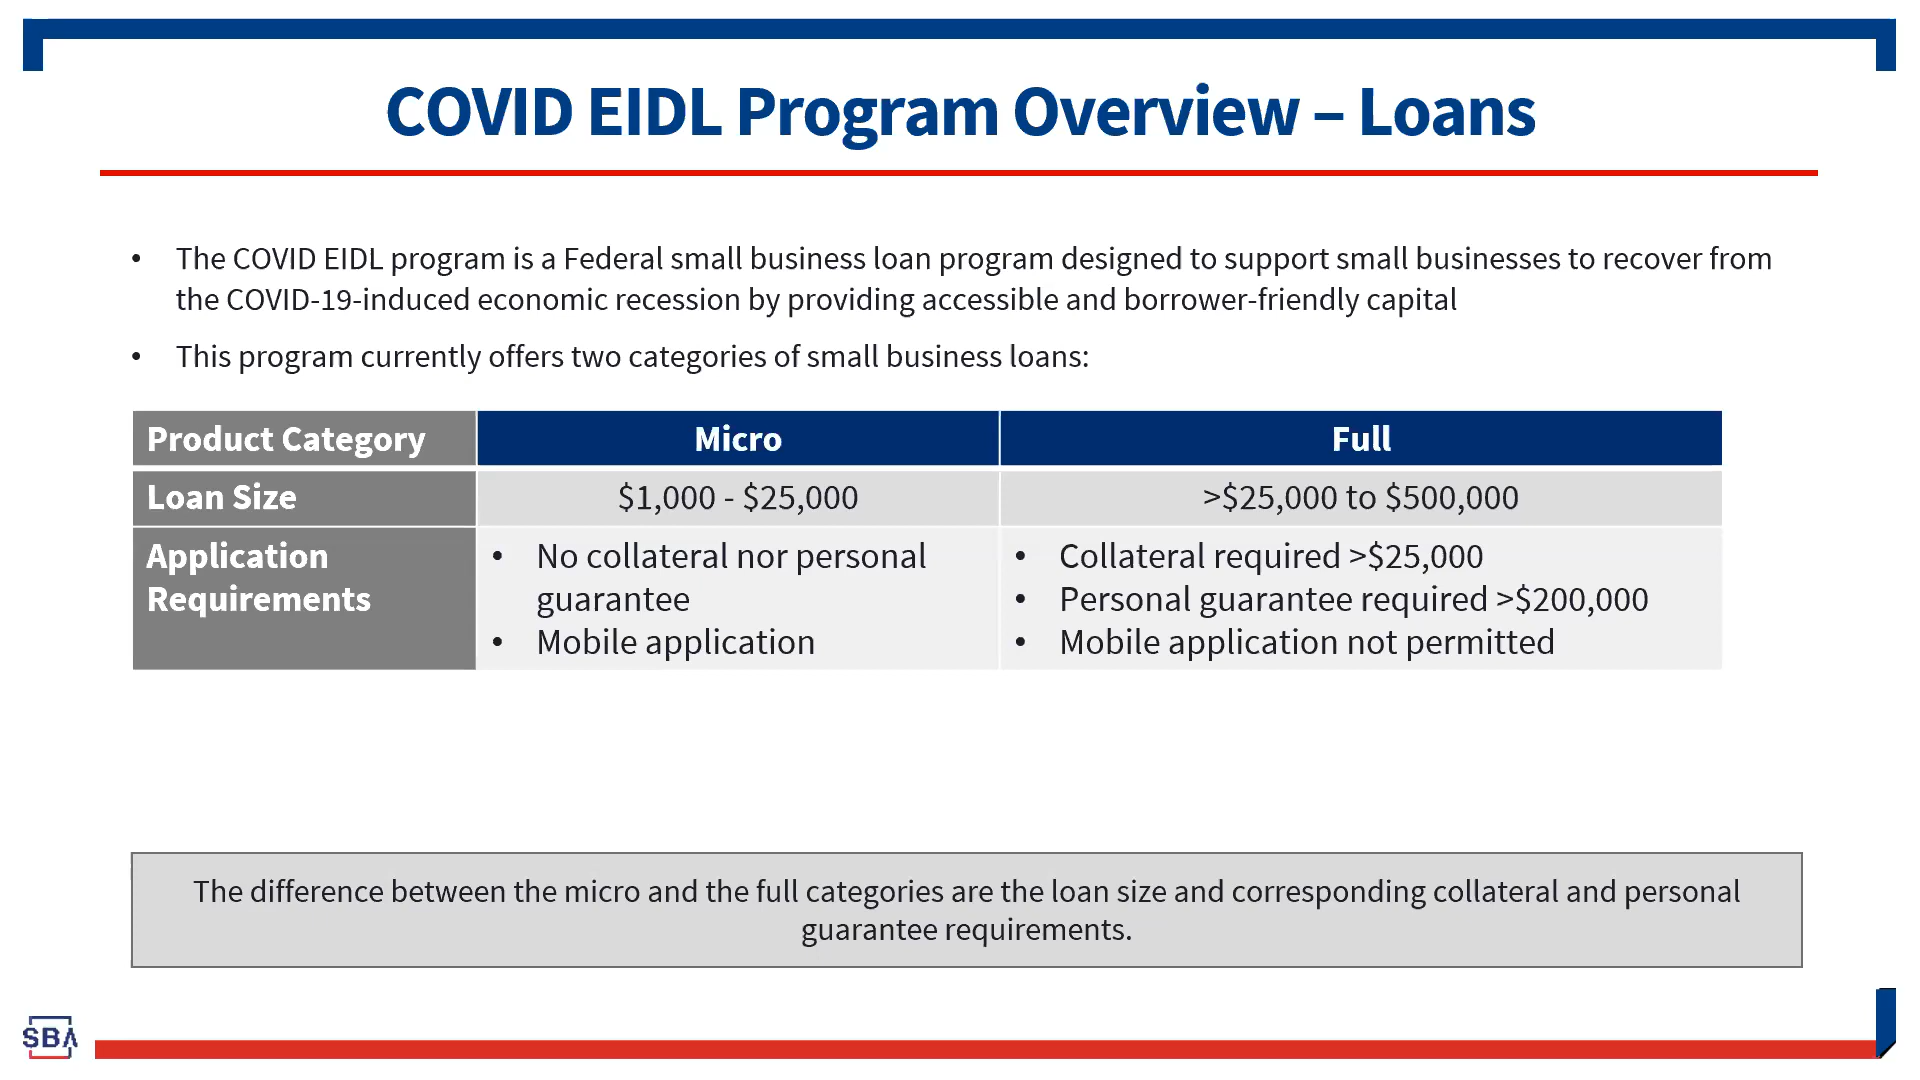 COVID EIDL Program Overview – Loans
• The COVID EIDL program is a Federal small business loan program designed to support small businesses to recover from
the COVID-19-induced economic recession by providing accessible and borrower-friendly capital
• This program currently offers two categories of small business loans:
Product Category Micro Full
Loan Size $1,000 - $25,000 >$25,000 to $500,000
Application Requirements
• No collateral nor personal
guarantee
• Mobile application
• Collateral required >$25,000
• Personal guarantee required >$200,000
• Mobile application not permitted
The difference between the micro and the full categories are the loan size and corresponding collateral and personal
guarantee requirements.
SBA